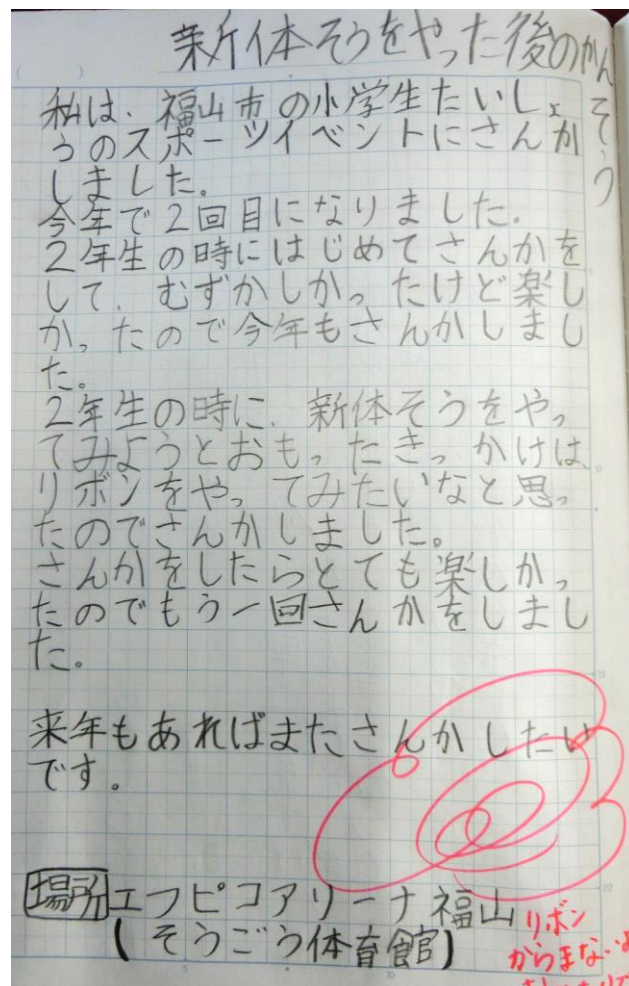 新体そうをやった後のかんそう
私は、福山市の小学生たいしょ
うのスポーツイベントにさんか
しました。
今年で2回目になりました。
2年生の時にはじめてさんかを
して、むずかしかったけど楽し
かったので今年もさんかしまし
た。
2年生の時に、新体そうをやっ
てみようとおもったきっかけは、
リボンをやってみたいなと思っ
たのでさんかしました。
さんかをしたらとても楽しかっ
たのでもう一回さんかをしまし
た。
来年もあればまたさんかしたい
です。
場所 エフピコアリーナ福山
(そうごう体育館)
リボン
からまないよ